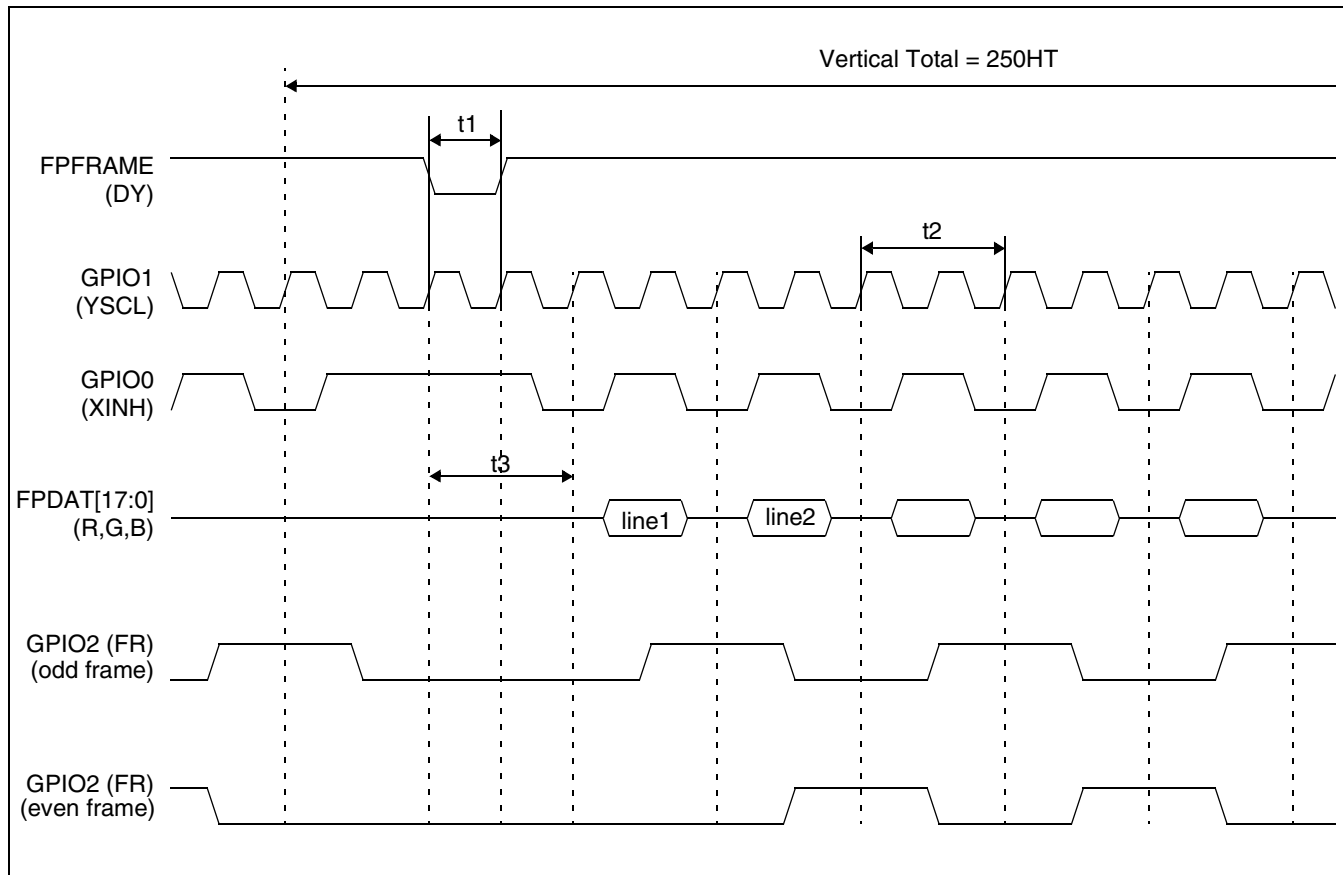 Vertical Total = 250HT
t1
FPFRAME
(DY)
t2
GPIO1
(YSCL)
GPIO0
(XINH)
t3
FPDAT[17:0]
(R,G,B)
line1
line2
GPIO2 (FR)
(odd frame)
GPIO2 (FR)
(even frame)